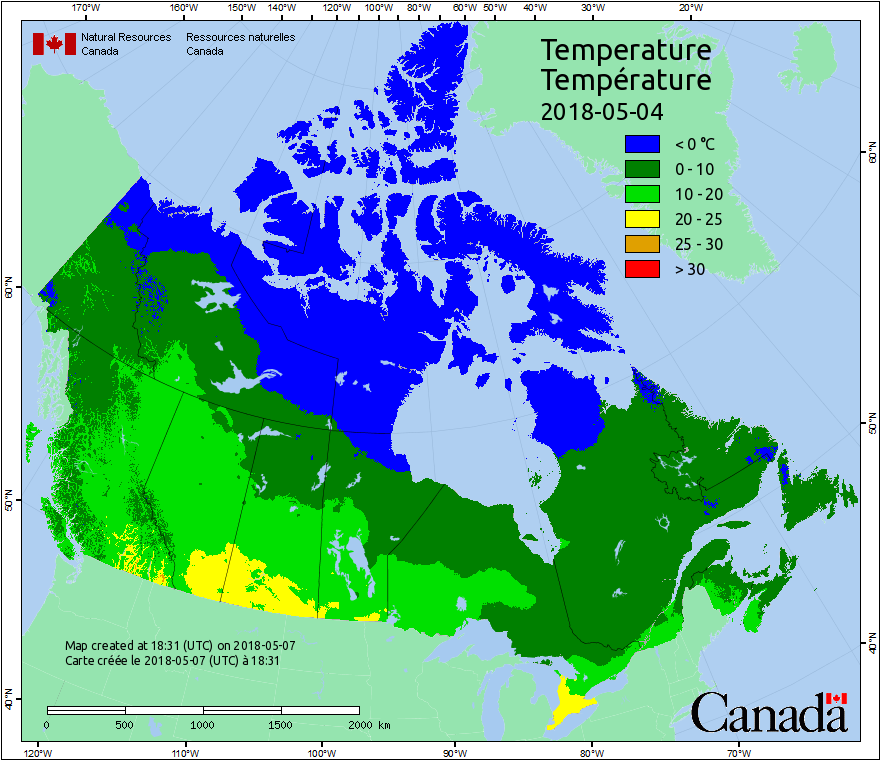 170°W 160°W 150°W 140°W 120°W 100°W 80°W 60°W 50°W 40°W 30°W 20°W
Natural Resources Ressources naturelles
Canada Canada
Temperature
Température
2018-05-04
< 0 °C
0 - 10
10 - 20
20 - 25
25 - 30
> 30
60°N
60°N
50°N
50°N
40°N
40°N
Map created at 18:31 (UTC) on 2018-05-07
Carte créée le 2018-05-07 (UTC) à 18:31
0 500 1000 1500 2000 km
Canada
120°W 110°W 100°W 90°W 80°W 70°W